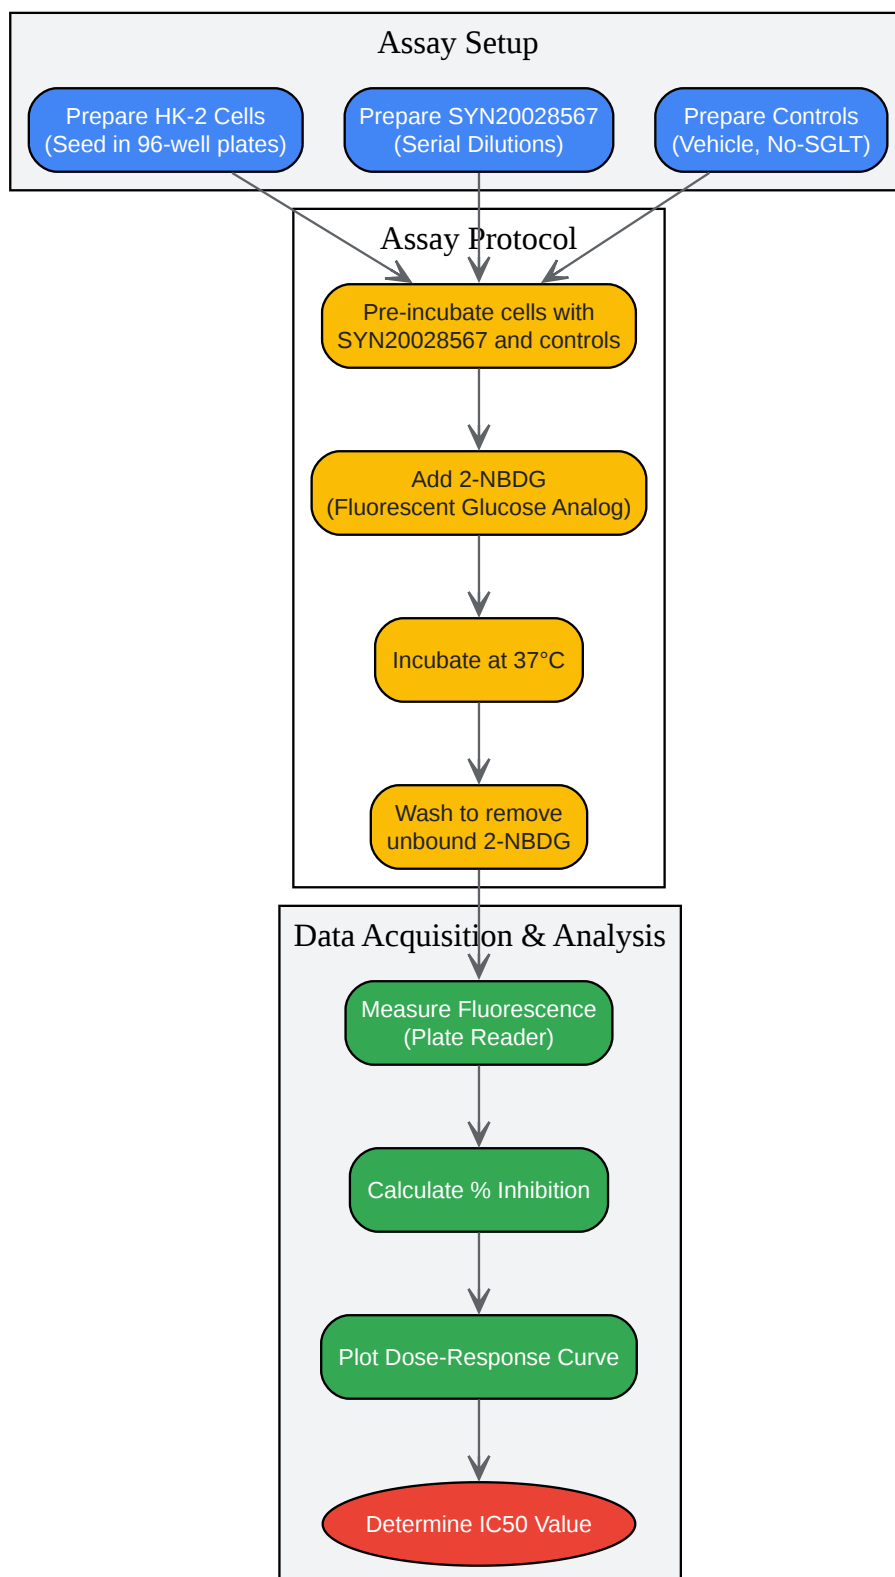 Assay Setup
Prepare HK-2 Cells
(Seed in 96-well plates)
Prepare SYN20028567
(Serial Dilutions)
Prepare Controls
(Vehicle, No-SGLT)
Assay Protocol
Pre-incubate cells with
SYN20028567 and controls
Add 2-NBDG
(Fluorescent Glucose Analog)
Incubate at 37°C
Wash to remove
unbound 2-NBDG
Data Acquisition & Analysis
Measure Fluorescence
(Plate Reader)
Calculate % Inhibition
Plot Dose-Response Curve
Determine IC50 Value